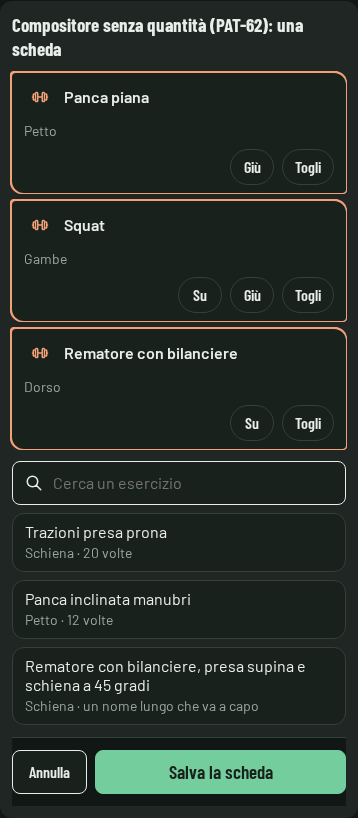 Compositore senza quantità (PAT-62): una
scheda
Panca piana
Petto
Giù
Togli
Squat
Gambe
Su
Giù
Togli
Rematore con bilanciere
Dorso
Su
Togli
Cerca un esercizio
Trazioni presa prona
Schiena · 20 volte
Panca inclinata manubri
Petto · 12 volte
Rematore con bilanciere, presa supina e
schiena a 45 gradi
Schiena · un nome lungo che va a capo
Annulla
Salva la scheda